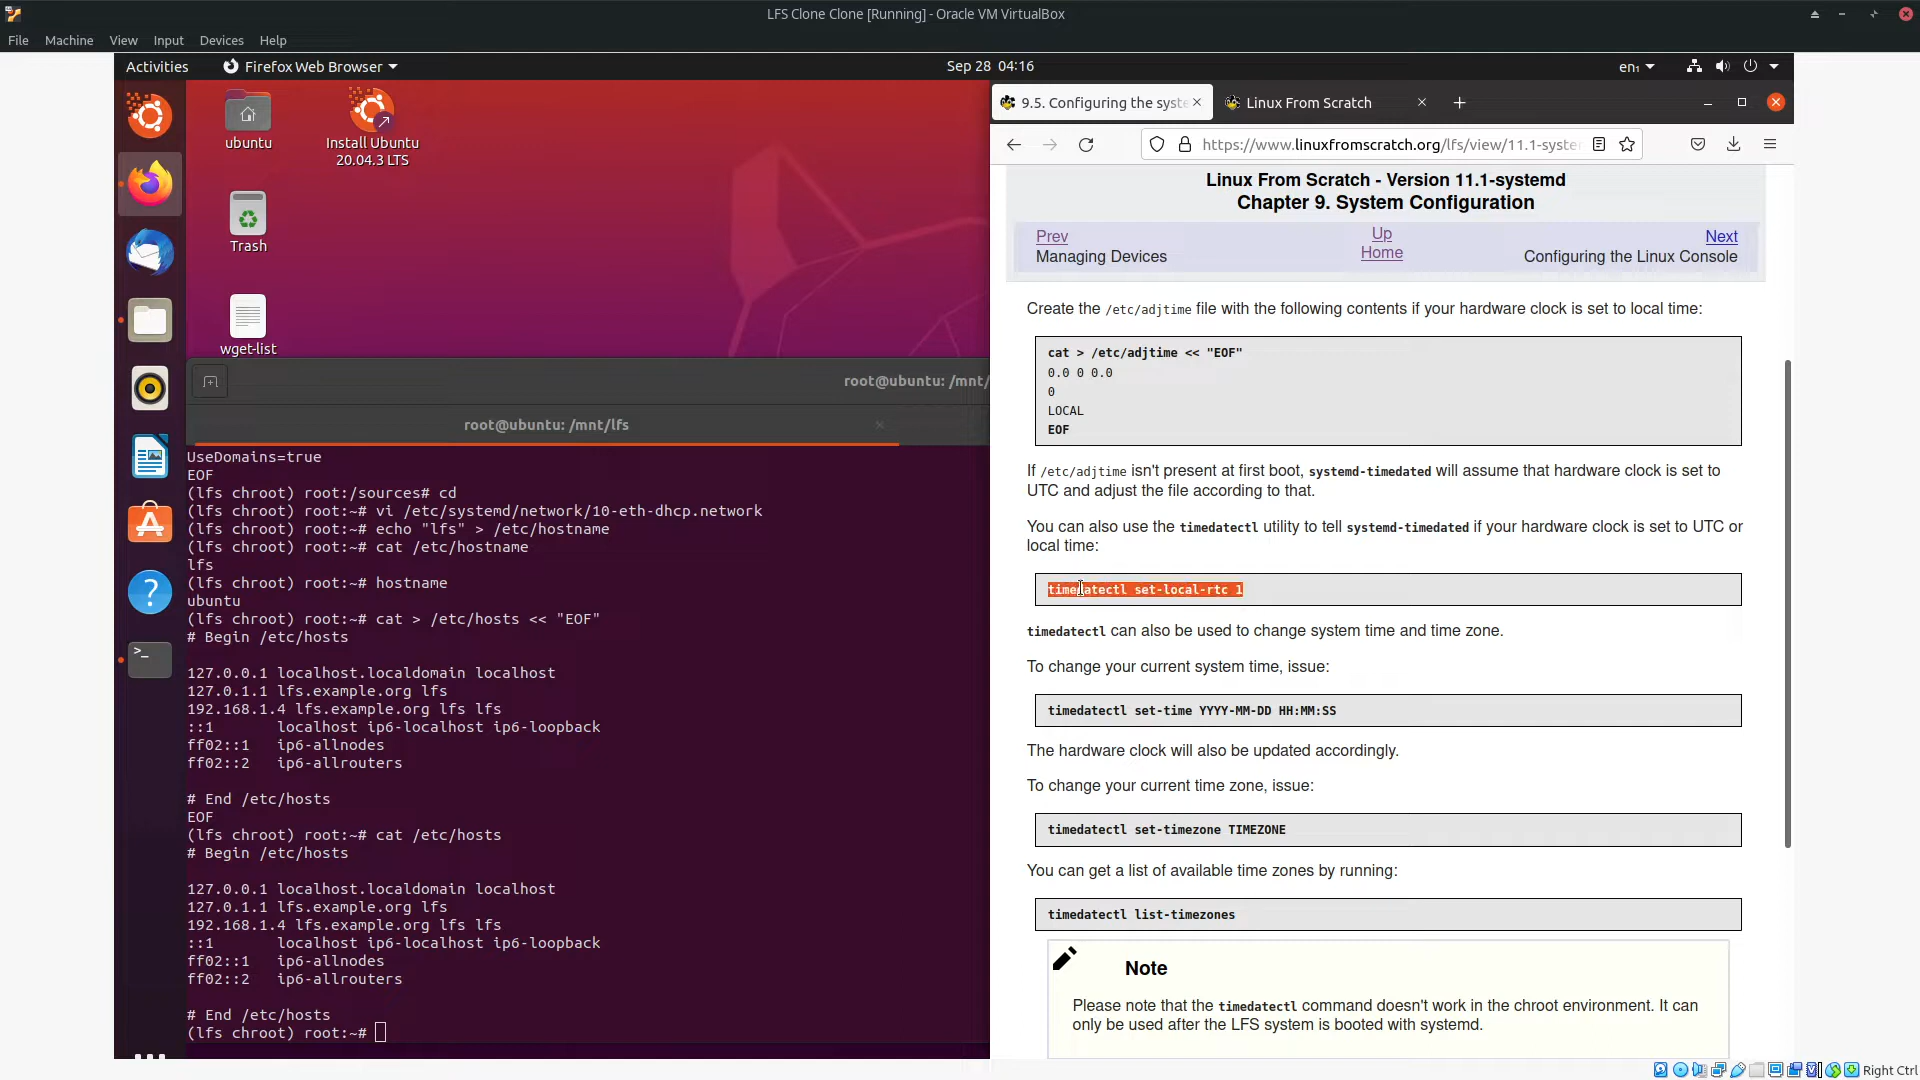 LFS Clone Clone [Running] - Oracle VM VirtualBox
File Machine View Input Devices Help
Activities Firefox Web Browser Sep 28 04:16 en1
ubuntu
Install Ubuntu
20.04.3 LTS
Trash
wget-list
root@ubuntu: /mnt/
root@ubuntu: /mnt/lfs
UseDomains=true
EOF
(lfs chroot) root:/sources# cd
(lfs chroot) root:~# vi /etc/systemd/network/10-eth-dhcp.network
(lfs chroot) root:~# echo "lfs" > /etc/hostname
(lfs chroot) root:~# cat /etc/hostname
lfs
(lfs chroot) root:~# hostname
ubuntu
(lfs chroot) root:~# cat > /etc/hosts << "EOF"
# Begin /etc/hosts
127.0.0.1 localhost.localdomain localhost
127.0.1.1 lfs.example.org lfs
192.168.1.4 lfs.example.org lfs lfs
::1       localhost ip6-localhost ip6-loopback
ff02::1   ip6-allnodes
ff02::2   ip6-allrouters
# End /etc/hosts
EOF
(lfs chroot) root:~# cat /etc/hosts
# Begin /etc/hosts
127.0.0.1 localhost.localdomain localhost
127.0.1.1 lfs.example.org lfs
192.168.1.4 lfs.example.org lfs lfs
::1       localhost ip6-localhost ip6-loopback
ff02::1   ip6-allnodes
ff02::2   ip6-allrouters
# End /etc/hosts
(lfs chroot) root:~#
9.5. Configuring the syste
Linux From Scratch
https://www.linuxfromscratch.org/lfs/view/11.1-syste
Linux From Scratch - Version 11.1-systemd
Chapter 9. System Configuration
Prev Up Next
Managing Devices Home Configuring the Linux Console
Create the /etc/adjtime file with the following contents if your hardware clock is set to local time:
cat > /etc/adjtime << "EOF"
0.0 0 0.0
0
LOCAL
EOF
If /etc/adjtime isn't present at first boot, systemd-timedated will assume that hardware clock is set to
UTC and adjust the file according to that.
You can also use the timedatectl utility to tell systemd-timedated if your hardware clock is set to UTC or
local time:
timedatectl set-local-rtc 1
timedatectl can also be used to change system time and time zone.
To change your current system time, issue:
timedatectl set-time YYYY-MM-DD HH:MM:SS
The hardware clock will also be updated accordingly.
To change your current time zone, issue:
timedatectl set-timezone TIMEZONE
You can get a list of available time zones by running:
timedatectl list-timezones
Note
Please note that the timedatectl command doesn't work in the chroot environment. It can
only be used after the LFS system is booted with systemd.
Right Ctrl